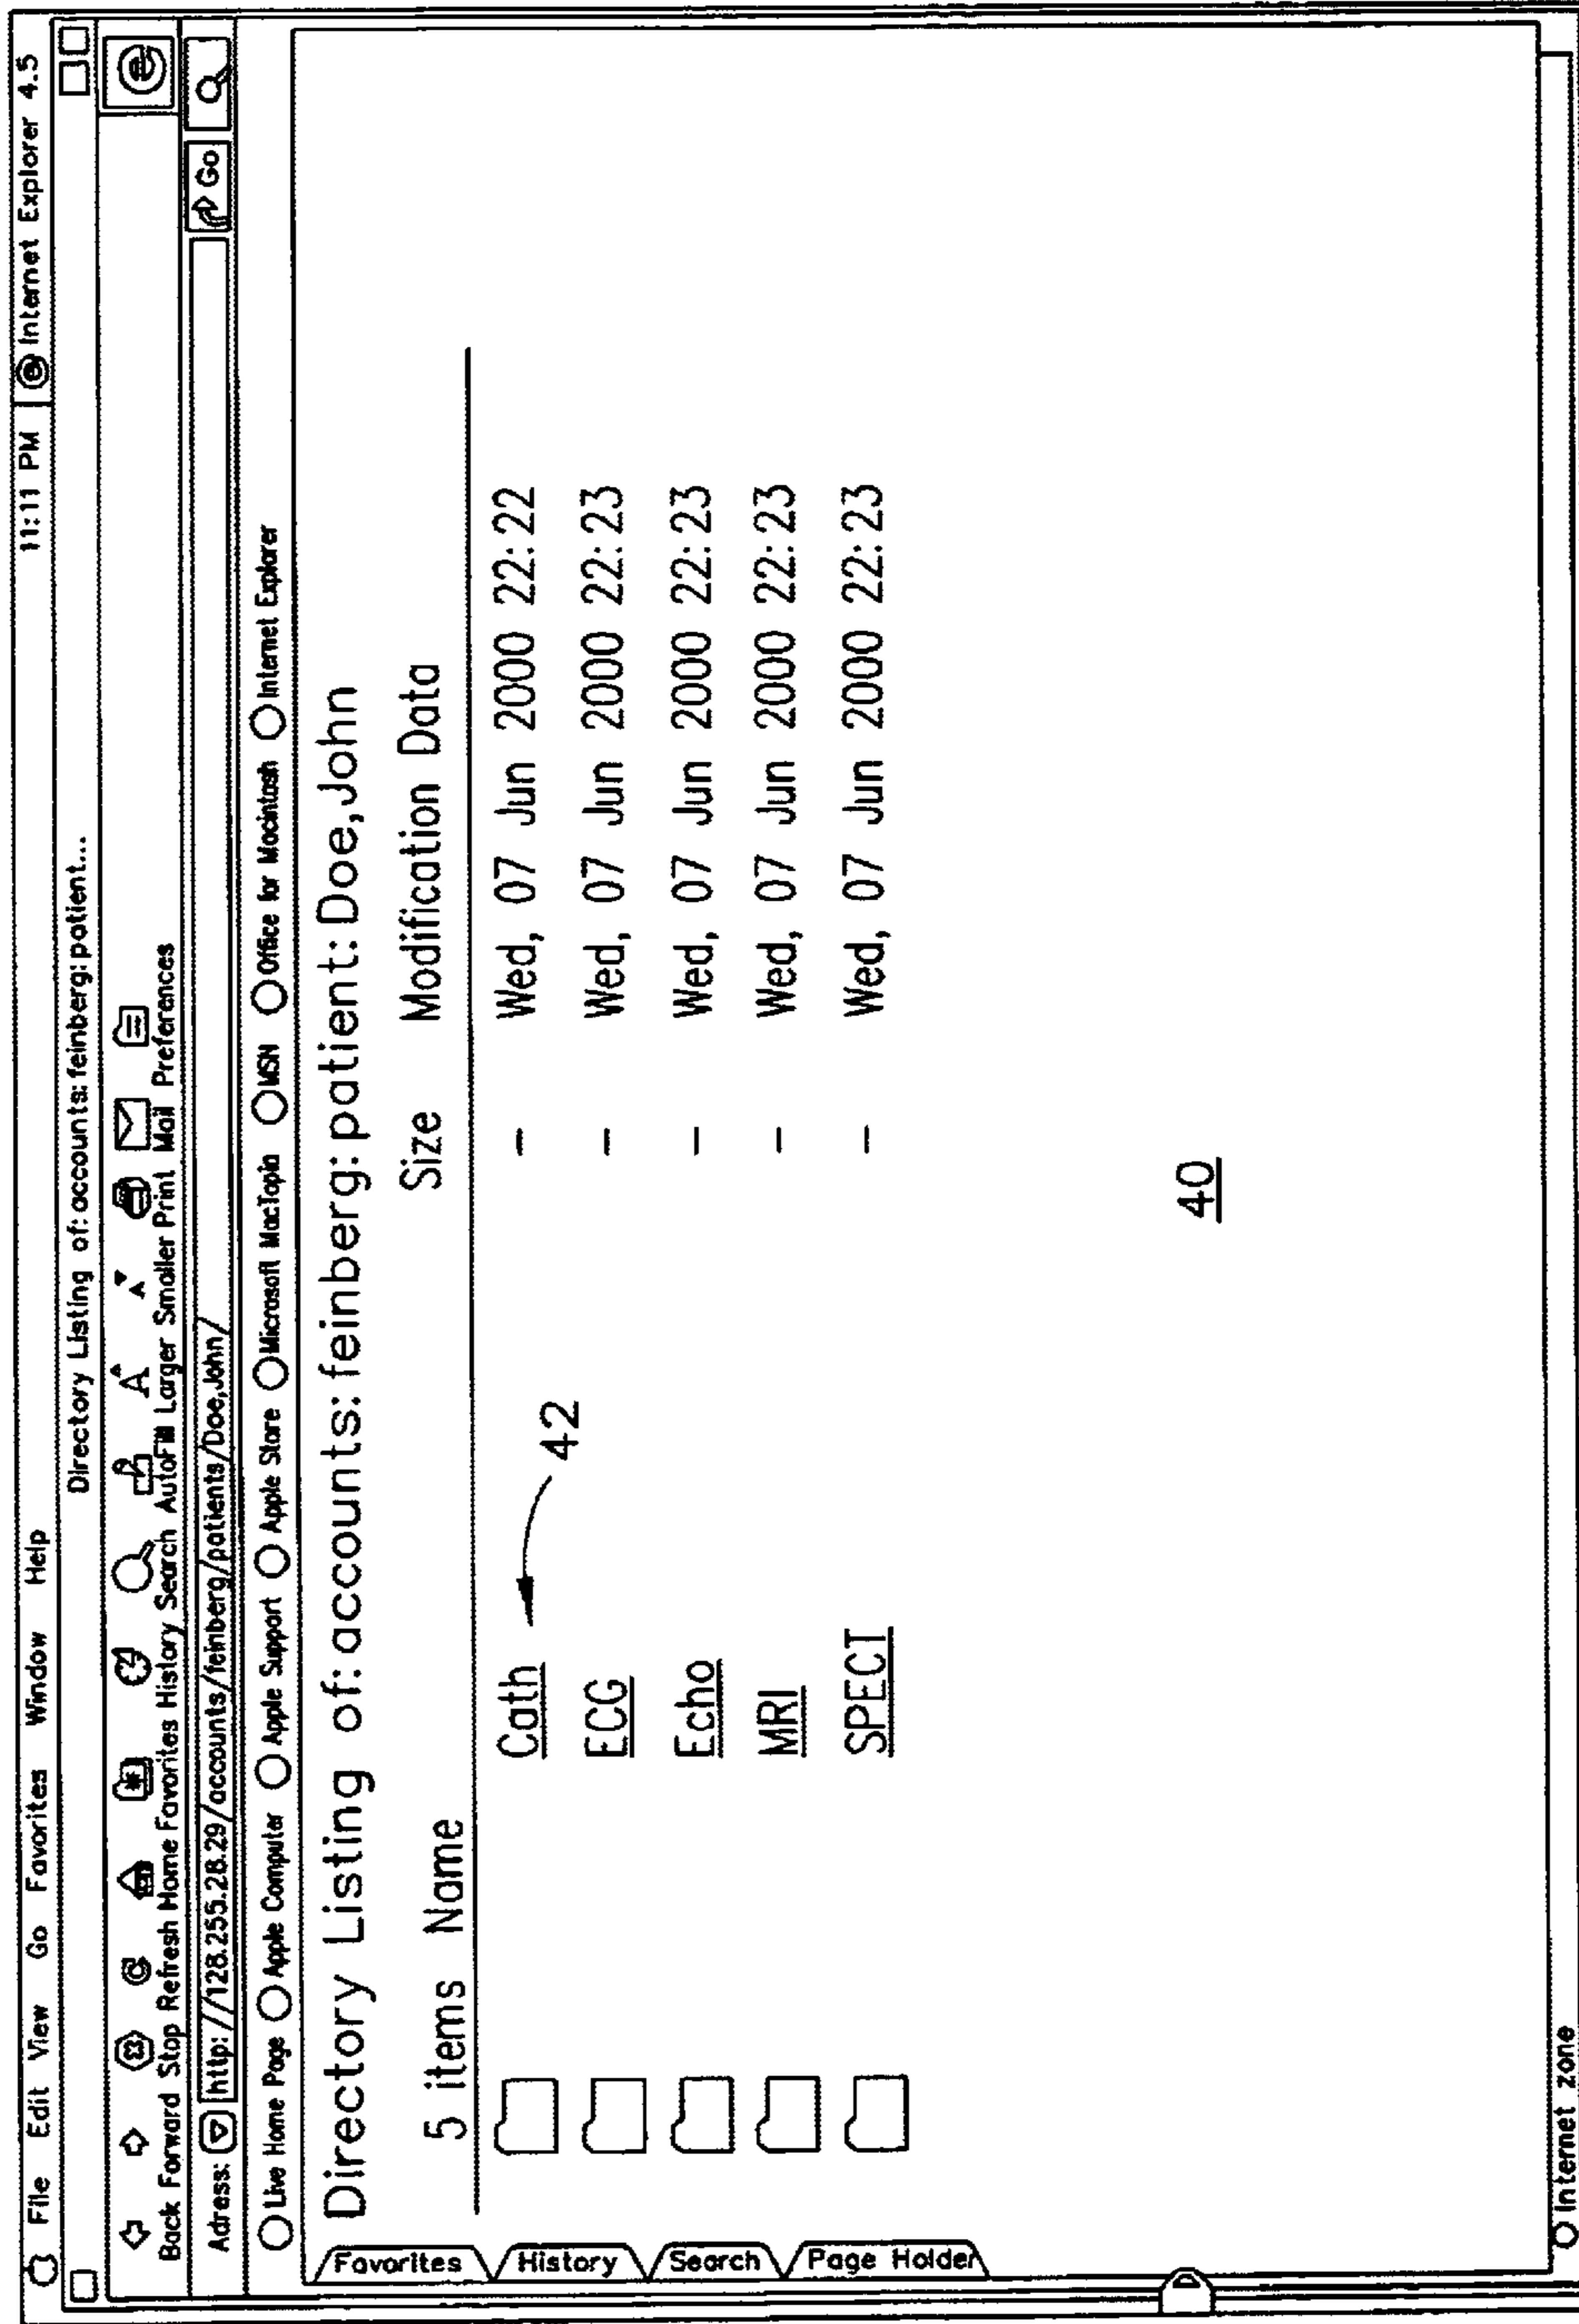 File Edit View Go Favorites Window Help 11:11 PM Internet Explorer 4.5
Directory Listing of:accounts:feinberg:patient...
Back Forward Stop Refresh Home Favorites History Search AutoFill Larger Smaller Print Mail Preferences
Adress: http://128.255.28.29/accounts/feinberg/patients/Doe,John/ Go
Live Home Page Apple Computer Apple Support Apple Store Microsoft MacTopia MSN Office for Macintosh Internet Explorer
Favorites
History
Search
Page Holder
Directory Listing of:accounts:feinberg:patient:Doe,John
5 items Name Size Modification Data
Cath - Wed, 07 Jun 2000 22:22
42
ECG - Wed, 07 Jun 2000 22:23
Echo - Wed, 07 Jun 2000 22:23
MRI - Wed, 07 Jun 2000 22:23
SPECT - Wed, 07 Jun 2000 22:23
40
Internet zone